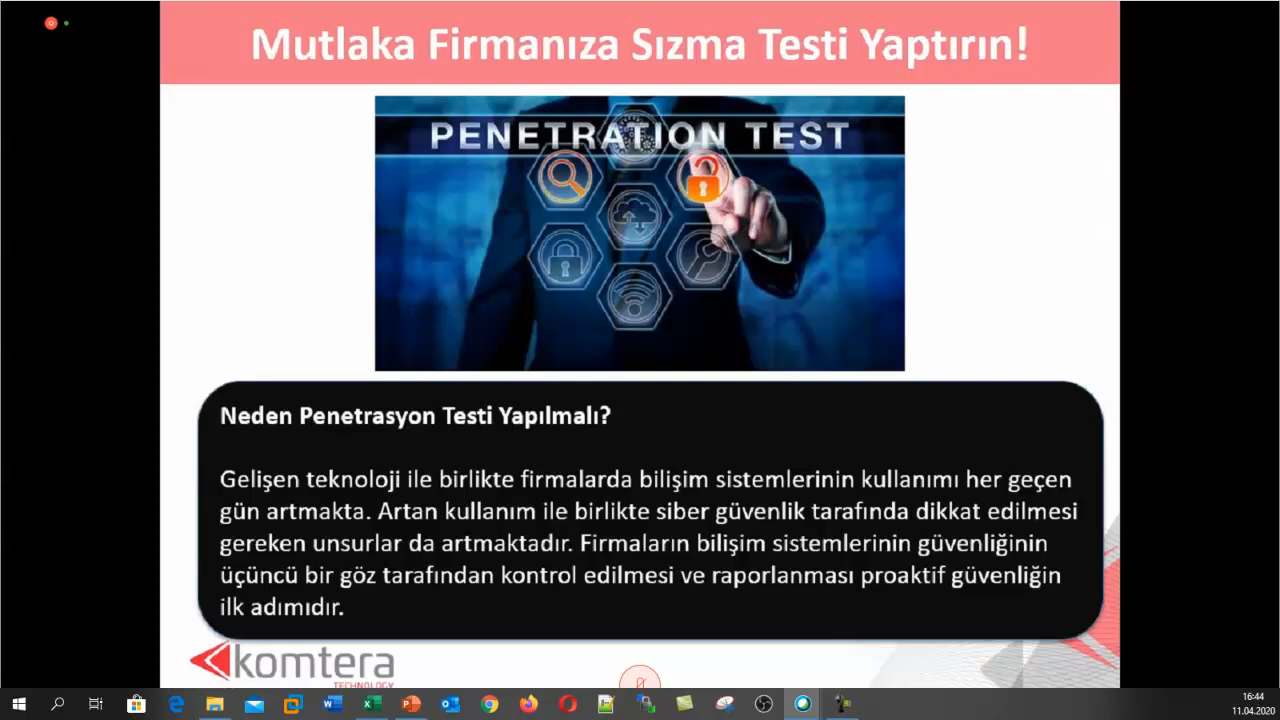 Mutlaka Firmanıza Sızma Testi Yaptırın!
PENETRATION TEST
Neden Penetrasyon Testi Yapılmalı?
Gelişen teknoloji ile birlikte firmalarda bilişim sistemlerinin kullanımı her geçen
gün artmakta. Artan kullanım ile birlikte siber güvenlik tarafında dikkat edilmesi
gereken unsurlar da artmaktadır. Firmaların bilişim sistemlerinin güvenliğinin
üçüncü bir göz tarafından kontrol edilmesi ve raporlanması proaktif güvenliğin
ilk adımıdır.
komtera
TECHNOLOGY
16:44
11.04.2020